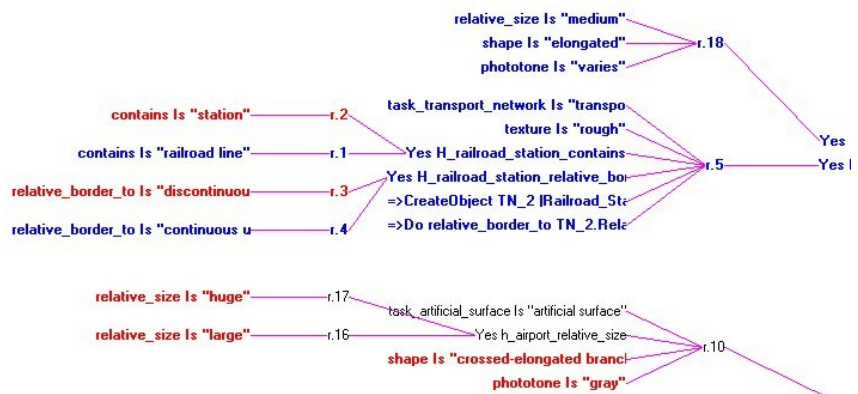 relative_size Is "medium"
shape Is "elongated"
r.18
phototone Is "varies"
contains Is "station"
r.2
task_transport_network Is "transpo
texture Is "rough"
Yes
contains Is "railroad line"
r.1
Yes H_railroad_station_contains
r.5
Yes H
relative_border_to Is "discontinuou
r.3
Yes H_railroad_station_relative_bor
=>CreateObject TN_2 |Railroad_Sta
relative_border_to Is "continuous u
r.4
=>Do relative_border_to TN_2.Rela
relative_size Is "huge"
r.17
task_artificial_surface Is "artificial surface"
relative_size Is "large"
r.16
Yes h_airport_relative_size
r.10
shape Is "crossed-elongated branch
phototone Is "gray"